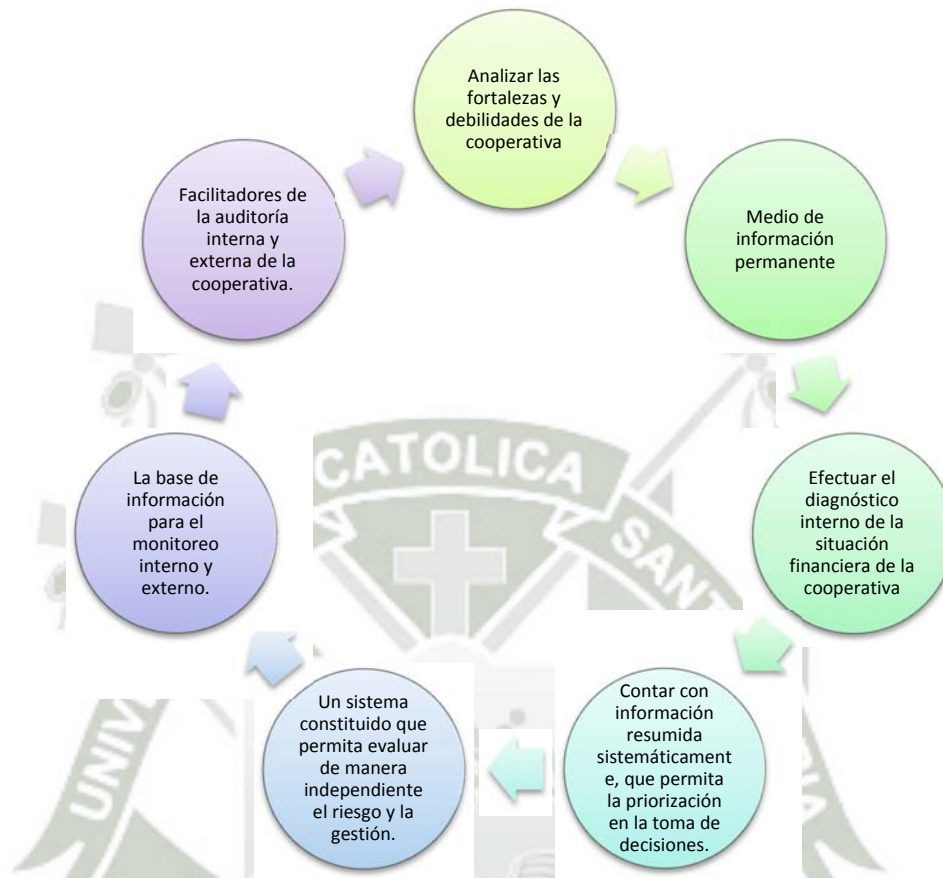 Analizar las
fortalezas y
debilidades de la
cooperativa
Medio de
información
permanente
Efectuar el
diagnóstico
interno de la
situación
financiera de la
cooperativa
Contar con
información
resumida
sistemáticament
e, que permita
la priorización
en la toma de
decisiones.
Un sistema
constituido que
permita evaluar
de manera
independiente
el riesgo y la
gestión.
La base de
información
para el
monitoreo
interno y
externo.
Facilitadores de
la auditoría
interna y
externa de la
cooperativa.
UNIV
CATOLICA
SANT